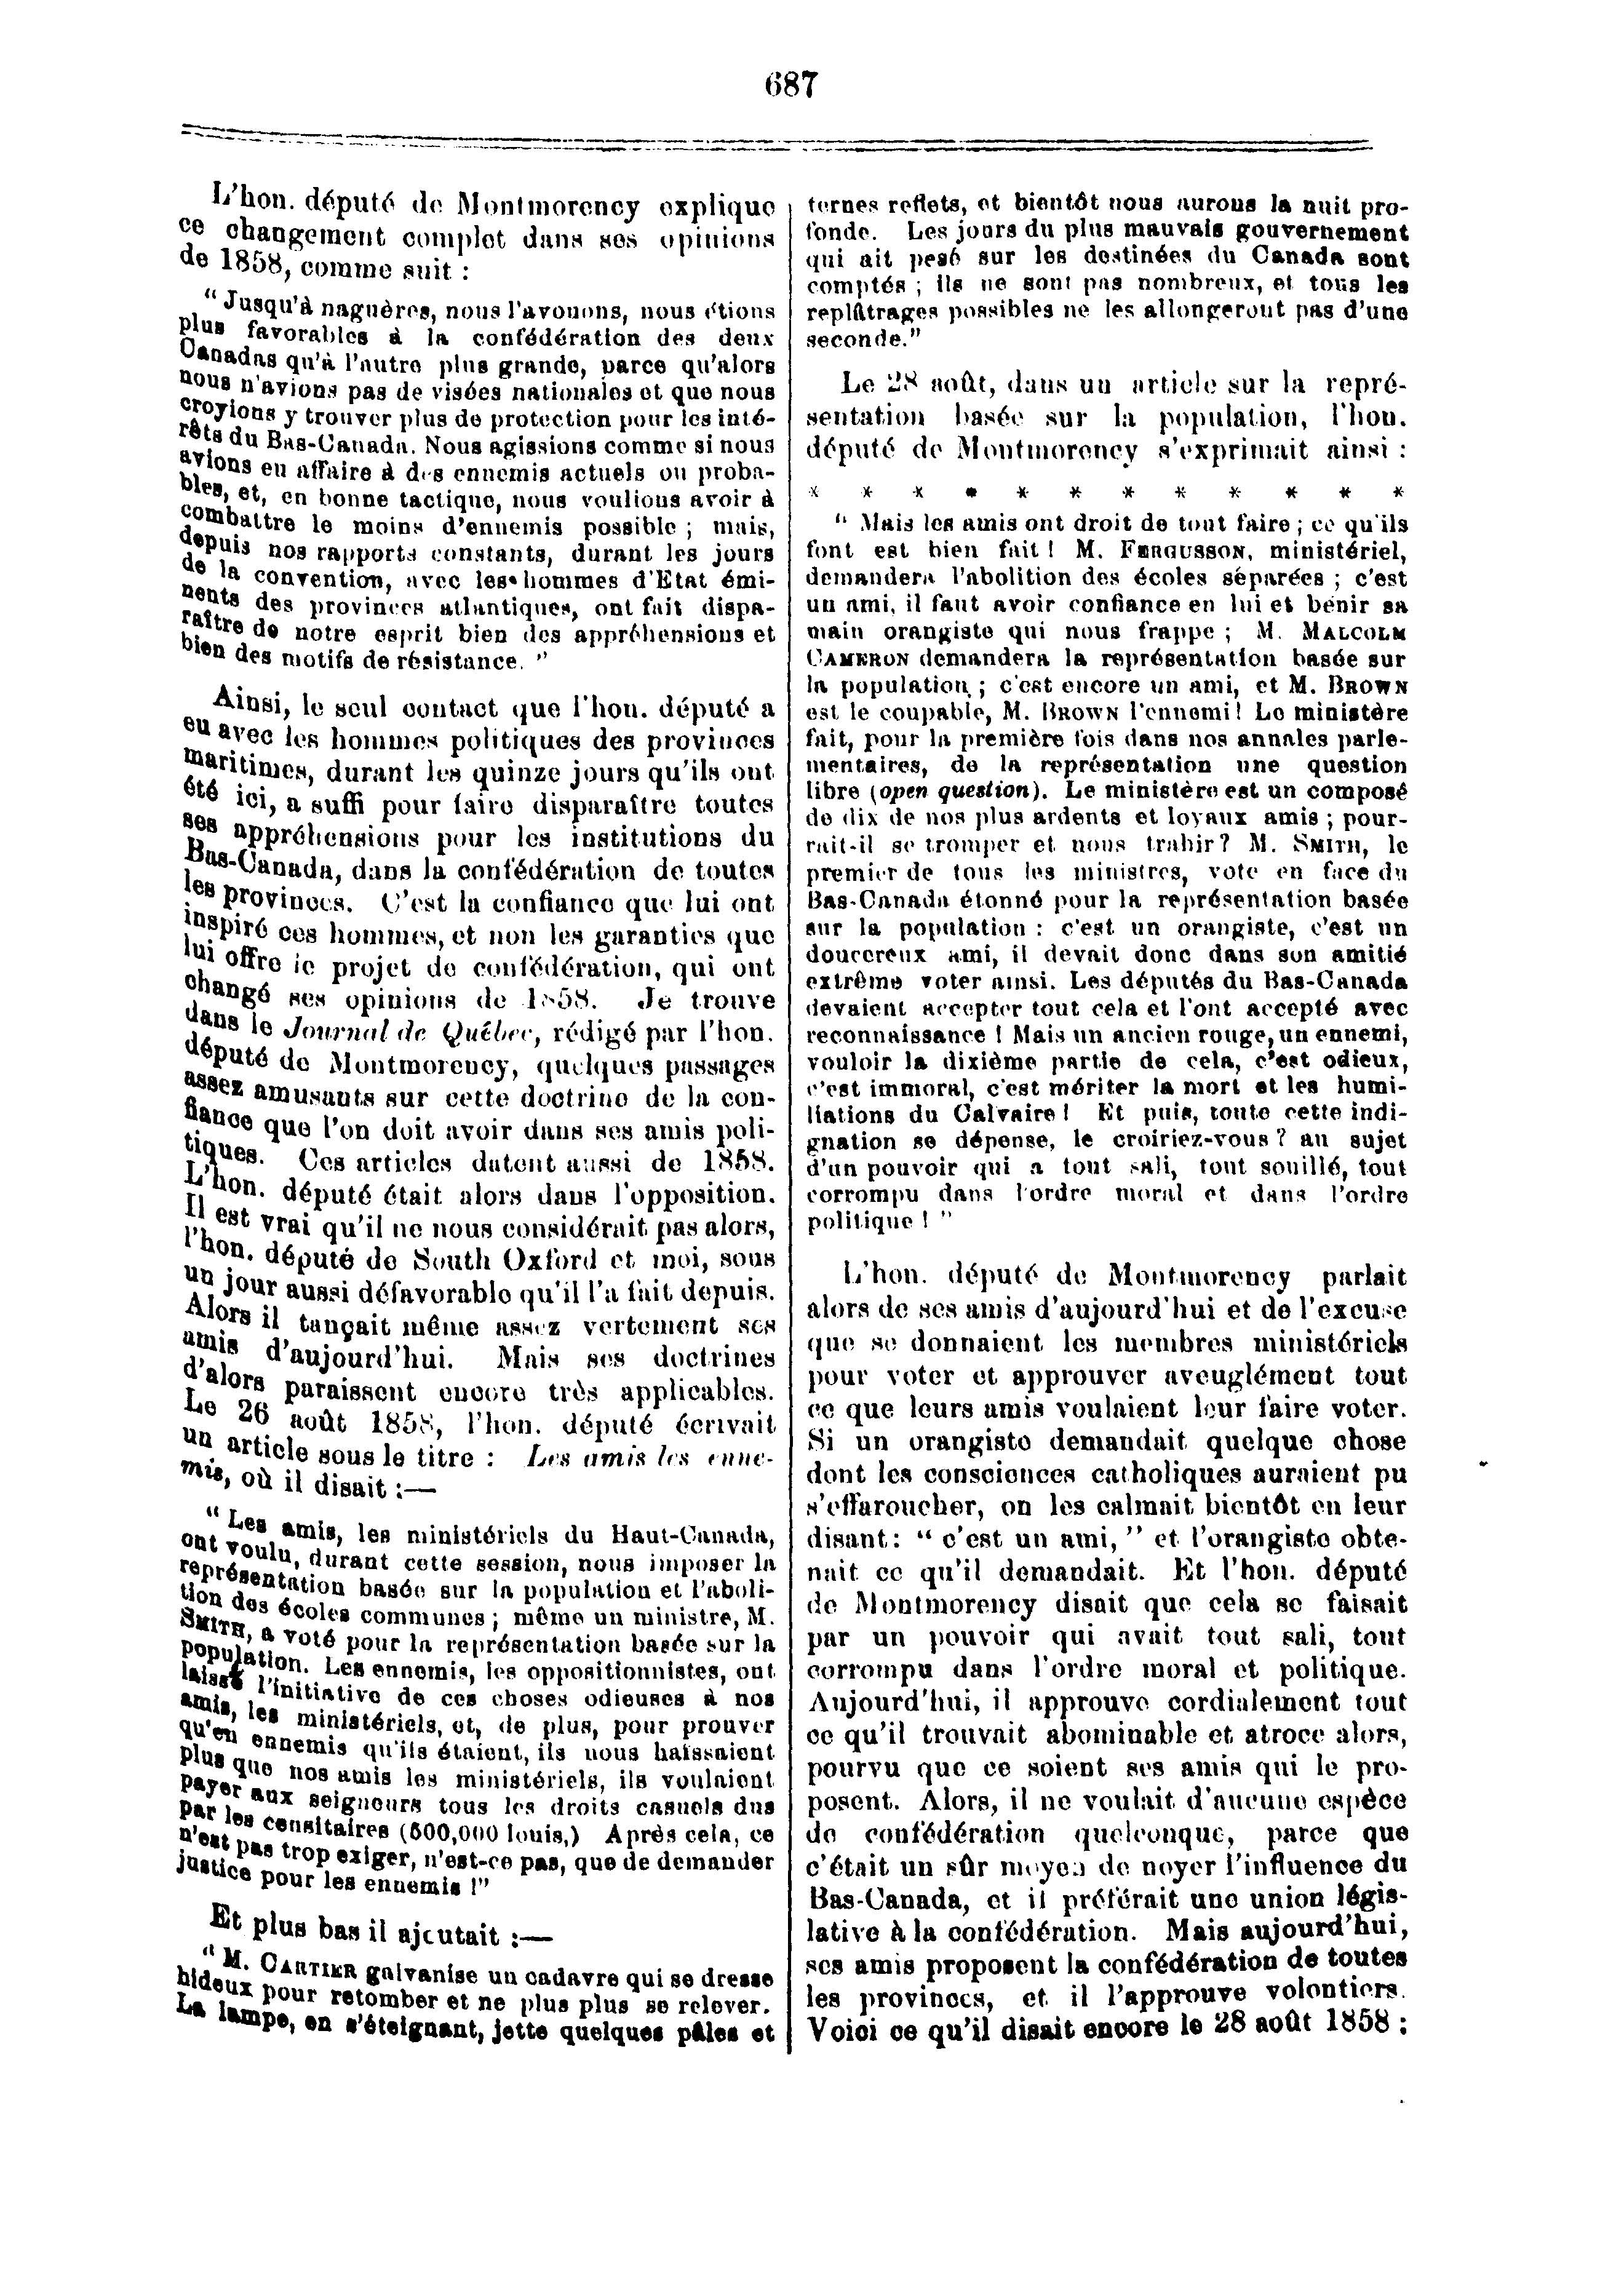 687
L'hon. député de Montmorency explique
ce changement complet dans ses opinions
de 1858, comme suit :
“ Jusqu'à naguères, nous l'avouons, nous étions
plus favorables à la confédération des deux
Canadas qu'à l'autre plus grande, parce qu'alors
nous n'avions pas de visées nationales et que nous
croyions y trouver plus de protection pour les inté-
rêts du Bas-Canada. Nous agissions comme si nous
avions eu affaire à des ennemis actuels ou proba-
bles, et, en bonne tactique, nous voulions avoir à
combattre le moins d'ennemis possible ; mais,
depuis nos rapports constants, durant les jours
de la convention, avec les hommes d'Etat émi-
nents des provinces atlantiques, ont fait dispa-
raître de notre esprit bien des appréhensions et
bien des motifs de résistance. ”
Ainsi, le seul contact que l'hon. député a
eu avec les hommes politiques des provinces
maritimes, durant les quinze jours qu'ils ont
été ici, a suffi pour faire disparaître toutes
ses appréhensions pour les institutions du
Bas-Canada, dans la confédération de toutes
les provinces. C'est la confiance que lui ont
inspiré ces hommes, et non les garanties que
lui offre le projet de confédération, qui ont
changé ses opinions de 1858. Je trouve
dans le Journal de Québec, rédigé par l'hon.
député de Montmorency, quelques passages
assez amusants sur cette doctrine de la con-
fiance que l'on doit avoir dans ses amis poli-
tiques. Ces articles datent aussi de 1858.
L'hon. député était alors dans l'opposition.
Il est vrai qu'il ne nous considérait pas alors,
l'hon. député de South Oxford et moi, sous
un jour aussi défavorable qu'il l'a fait depuis.
Alors il tançait même assez vertement ses
amis d'aujourd'hui. Mais ses doctrines
d'alors paraissent encore très applicables.
Le 26 août 1858, l'hon. député écrivait
un article sous le titre : Les amis les enne-
mis, où il disait :—
“ Les amis, les ministériels du Haut-Canada,
ont voulu, durant cette session, nous imposer la
représentation basée sur la population et l'aboli-
tion des écoles communes ; même un ministre, M.
SMITH, a voté pour la représentation basée sur la
population. Les ennemis, les oppositionnistes, ont
laissé l'initiative de ces choses odieuses à nos
amis, les ministériels, et, de plus, pour prouver
qu'en ennemis qu'ils étaient, ils nous haïssaient
plus que nos amis les ministériels, ils voulaient
payer aux seigneurs tous les droits casuels dus
par les censitaires (500,000 louis,) Après cela, ce
n'est pas trop exiger, n'est-ce pas, que de demander
justice pour les ennemis !”
Et plus bas il ajoutait :—
“ M. CARTIER galvanise un cadavre qui se dresse
hideux pour retomber et ne plus plus se relever.
La lampe, en s'éteignant, jette quelques pâles et
ternes reflets, et bientôt nous aurons la nuit pro-
fonde. Les jours du plus mauvais gouvernement
qui ait pesé sur les destinées du Canada sont
comptés ; ils ne sont pas nombreux, et tous les
replâtrages possibles ne les allongeront pas d'une
seconde.”
Le 28 août, dans un article sur la repré-
sentation basée sur la population, l'hon.
député de Montmorency s'exprimait ainsi :
* * * * * * * * * * * *
“ Mais les amis ont droit de tout faire ; ce qu'ils
font est bien fait ! M. FERGUSSON, ministériel,
demandera l'abolition des écoles séparées ; c'est
un ami, il faut avoir confiance en lui et bénir sa
main orangiste qui nous frappe ; M. MALCOLM
CAMERON demandera la représentation basée sur
la population ; c'est encore un ami, et M. BROWN
est le coupable, M. BROWN l'ennemi ! Le ministère
fait, pour la première fois dans nos annales parle-
mentaires, de la représentation une question
libre (open question). Le ministère est un composé
de dix de nos plus ardents et loyaux amis ; pour-
rait-il se tromper et nous trahir ? M. SMITH, le
premier de tous les ministres, vote en face du
Bas-Canada étonné pour la représentation basée
sur la population : c'est un orangiste, c'est un
doucereux ami, il devait donc dans son amitié
extrême voter ainsi. Les députés du Bas-Canada
devaient accepter tout cela et l'ont accepté avec
reconnaissance ! Mais un ancien rouge, un ennemi,
vouloir la dixième partie de cela, c'est odieux,
c'est immoral, c'est mériter la mort et les humi-
liations du Calvaire ! Et puis, toute cette indi-
gnation se dépense, le croiriez-vous ? au sujet
d'un pouvoir qui a tout sali, tout souillé, tout
corrompu dans l'ordre moral et dans l'ordre
politique ! ”
L'hon. député de Montmorency parlait
alors de ses amis d'aujourd'hui et de l'excuse
que se donnaient les membres ministériels
pour voter et approuver aveuglément tout
ce que leurs amis voulaient leur faire voter.
Si un orangiste demandait quelque chose
dont les consciences catholiques auraient pu
s'effaroucher, on les calmait bientôt en leur
disant : “ c'est un ami, ” et l'orangiste obte-
nait ce qu'il demandait. Et l'hon. député
de Montmorency disait que cela se faisait
par un pouvoir qui avait tout sali, tout
corrompu dans l'ordre moral et politique.
Aujourd'hui, il approuve cordialement tout
ce qu'il trouvait abominable et atroce alors,
pourvu que ce soient ses amis qui le pro-
posent. Alors, il ne voulait d'aucune espèce
de confédération quelconque, parce que
c'était un sûr moyen de noyer l'influence du
Bas-Canada, et il préférait une union légis-
lative à la confédération. Mais aujourd'hui,
ses amis proposent la confédération de toutes
les provinces, et il l'approuve volontiers.
Voici ce qu'il disait encore le 28 août 1858 :